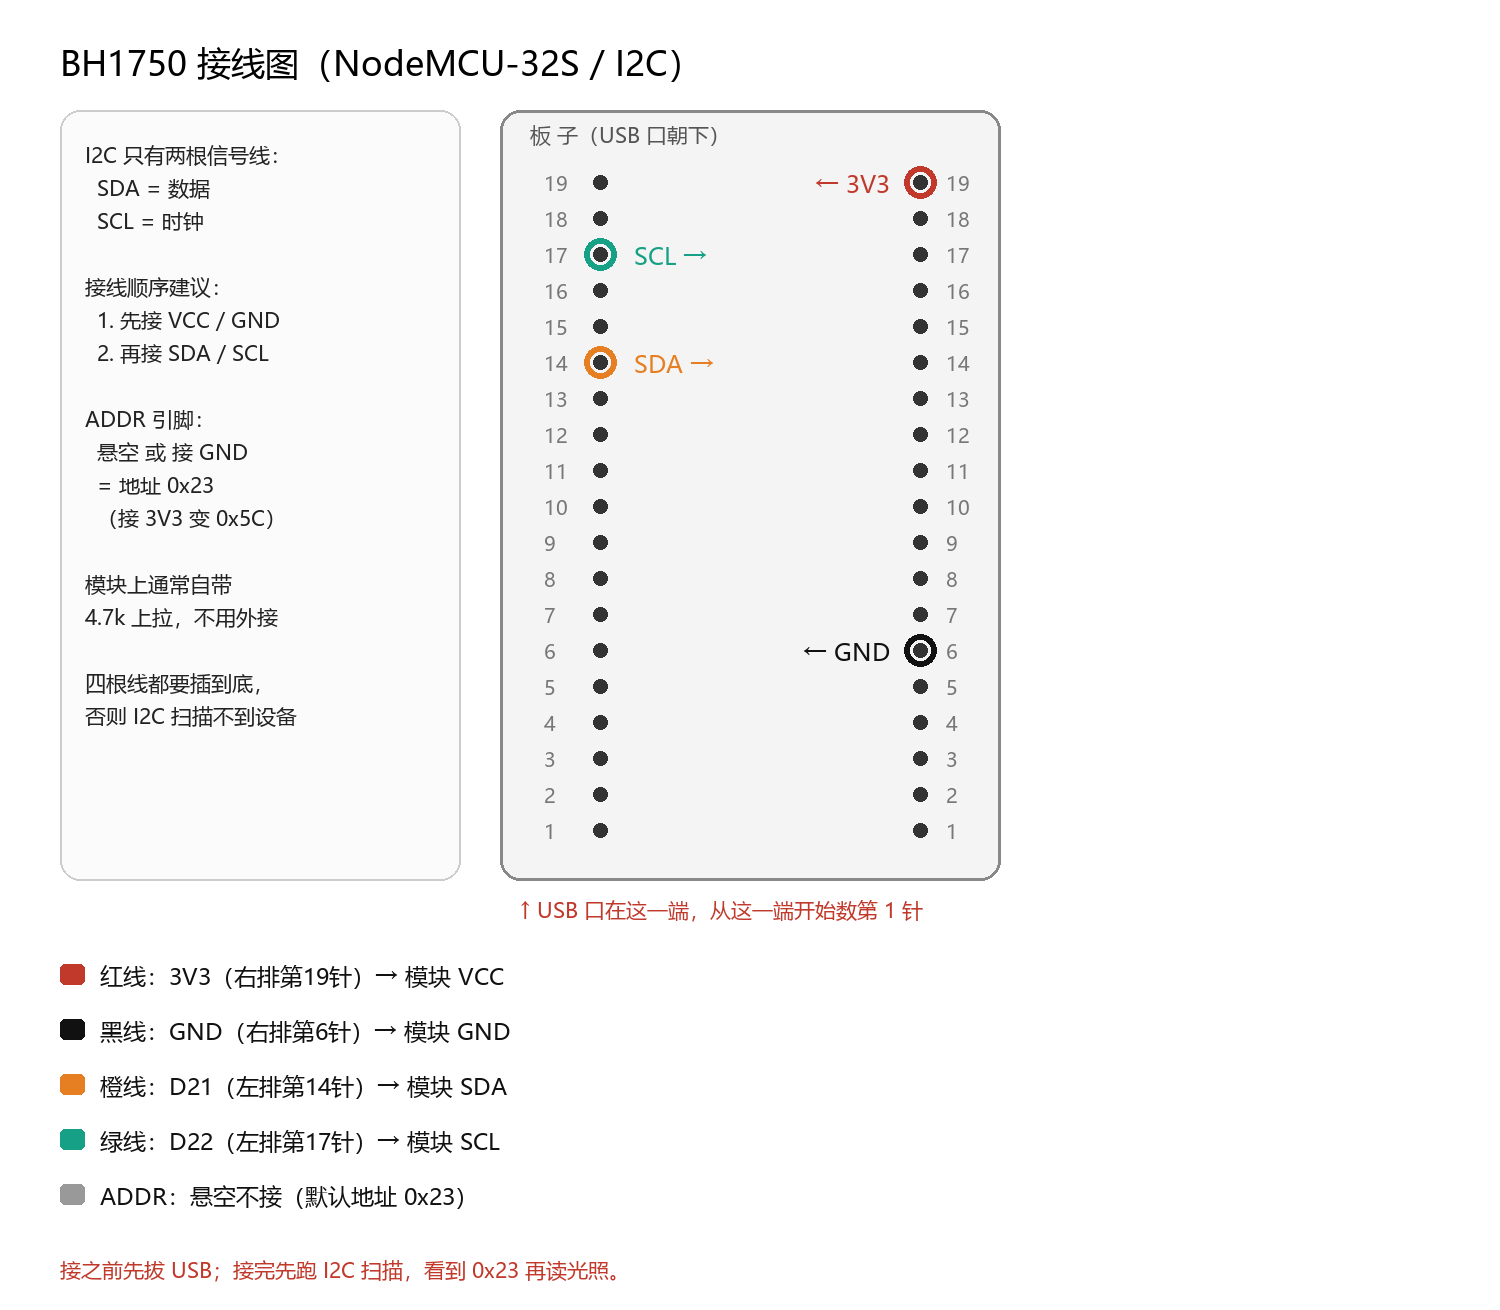 BH1750 接线图（NodeMCU-32S / I2C）
I2C 只有两根信号线：
SDA = 数据
SCL = 时钟
接线顺序建议：
1. 先接 VCC / GND
2. 再接 SDA / SCL
ADDR 引脚：
悬空 或 接 GND
= 地址 0x23
（接 3V3 变 0x5C）
模块上通常自带
4.7k 上拉，不用外接
四根线都要插到底，
否则 I2C 扫描不到设备
板 子（USB 口朝下）
19 ← 3V3 19
18 18
17 SCL → 17
16 16
15 15
14 SDA → 14
13 13
12 12
11 11
10 10
9 9
8 8
7 7
6 ← GND 6
5 5
4 4
3 3
2 2
1 1
↑ USB 口在这一端，从这一端开始数第 1 针
红线：3V3（右排第19针）→ 模块 VCC
黑线：GND（右排第6针）→ 模块 GND
橙线：D21（左排第14针）→ 模块 SDA
绿线：D22（左排第17针）→ 模块 SCL
ADDR：悬空不接（默认地址 0x23）
接之前先拔 USB；接完先跑 I2C 扫描，看到 0x23 再读光照。